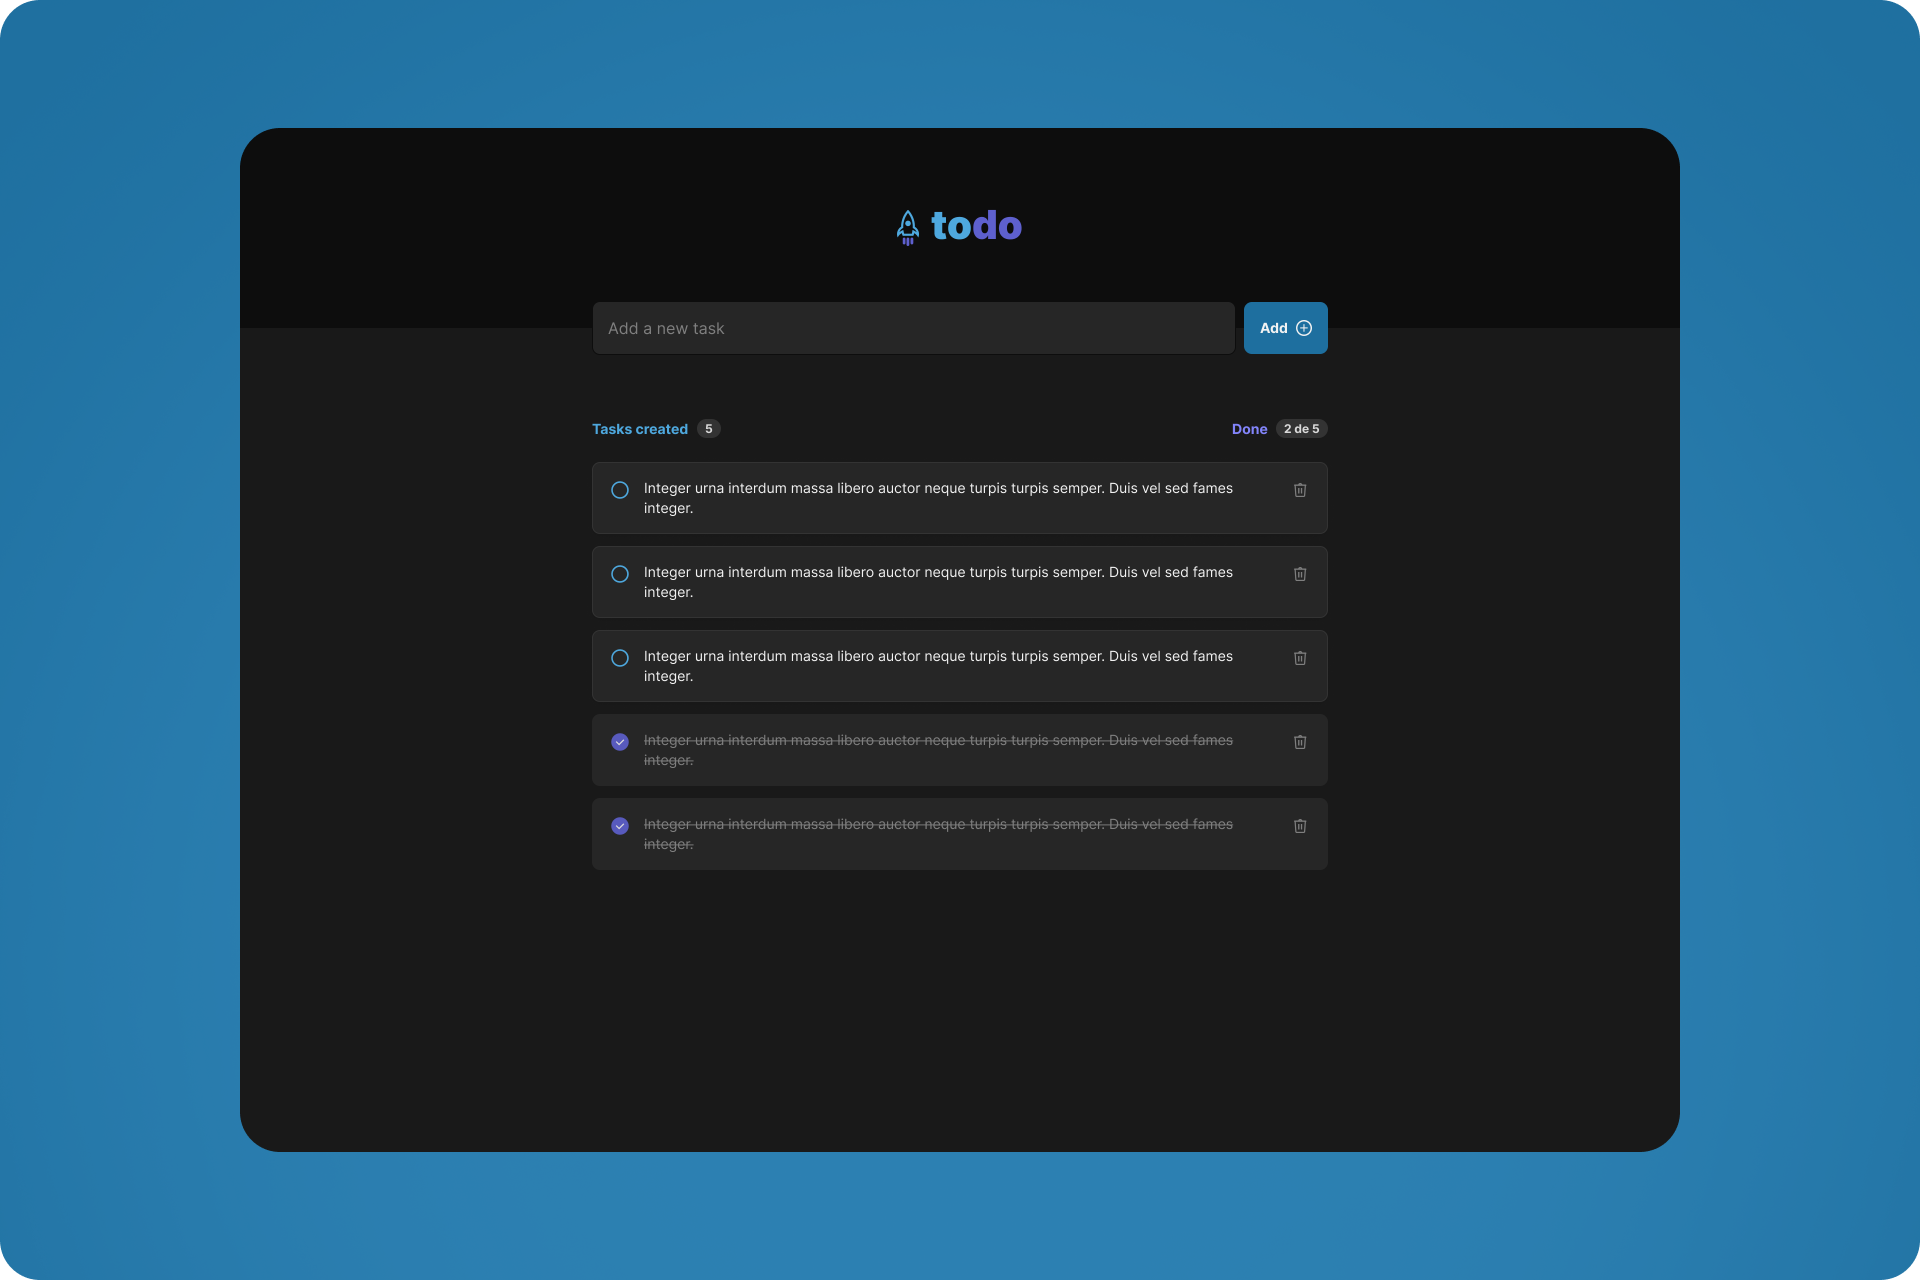 todo
Add a new task
Add
Tasks created 5
Done 2 de 5
Integer urna interdum massa libero auctor neque turpis turpis semper. Duis vel sed fames
integer.
Integer urna interdum massa libero auctor neque turpis turpis semper. Duis vel sed fames
integer.
Integer urna interdum massa libero auctor neque turpis turpis semper. Duis vel sed fames
integer.
Integer urna interdum massa libero auctor neque turpis turpis semper. Duis vel sed fames
integer.
Integer urna interdum massa libero auctor neque turpis turpis semper. Duis vel sed fames
integer.